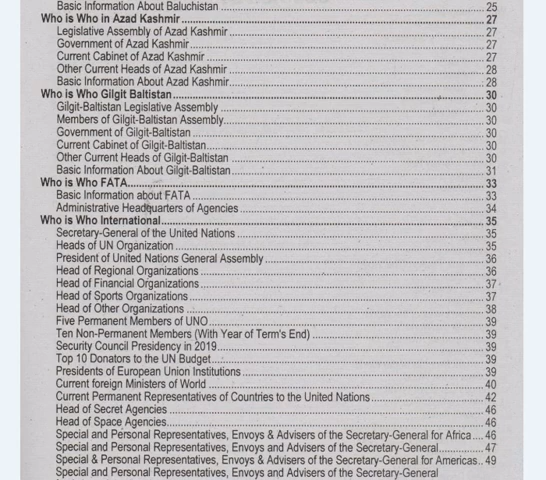 Basic Information About Baluchistan 25
Who is Who in Azad Kashmir 27
Legislative Assembly of Azad Kashmir 27
Government of Azad Kashmir 27
Current Cabinet of Azad Kashmir 27
Other Current Heads of Azad Kashmir 28
Basic Information About Azad Kashmir 28
Who is Who Gilgit Baltistan 30
Gilgit-Baltistan Legislative Assembly 30
Members of Gilgit-Baltistan Assembly 30
Government of Gilgit-Baltistan 30
Current Cabinet of Gilgit-Baltistan 30
Other Current Heads of Gilgit-Baltistan 30
Basic Information About Gilgit-Baltistan 31
Who is Who FATA 33
Basic Information about FATA 33
Administrative Headquarters of Agencies 34
Who is Who International 35
Secretary-General of the United Nations 35
Heads of UN Organization 35
President of United Nations General Assembly 36
Head of Regional Organizations 36
Head of Financial Organizations 37
Head of Sports Organizations 37
Head of Other Organizations 38
Five Permanent Members of UNO 39
Ten Non-Permanent Members (With Year of Term's End) 39
Security Council Presidency in 2019 39
Top 10 Donators to the UN Budget 39
Presidents of European Union Institutions 39
Current foreign Ministers of World 40
Current Permanent Representatives of Countries to the United Nations 42
Head of Secret Agencies 46
Head of Space Agencies 46
Special and Personal Representatives, Envoys & Advisers of the Secretary-General for Africa 46
Special and Personal Representatives, Envoys and Advisers of the Secretary-General 47
Special & Personal Representatives, Envoys & Advisers of the Secretary-General for Americas 49
Special and Personal Representatives, Envoys and Advisers of the Secretary-General